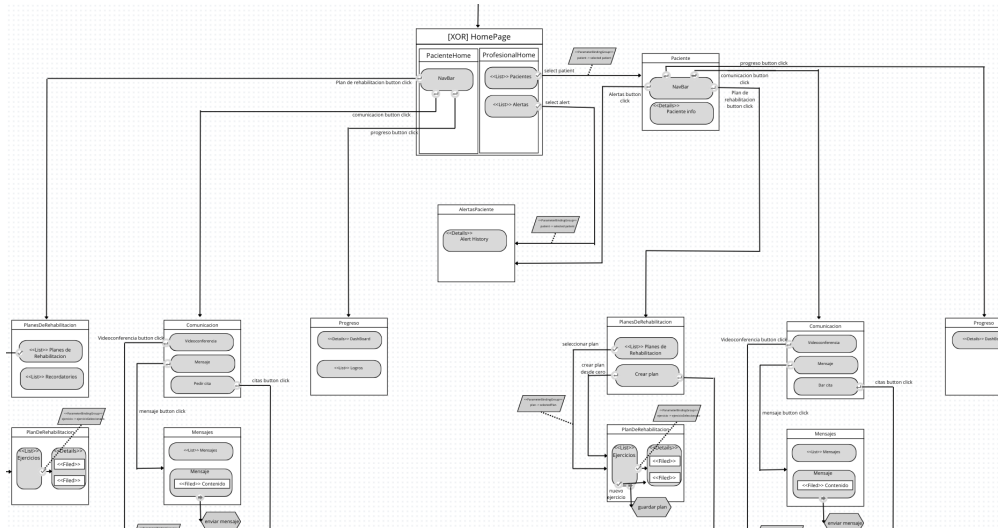 [XOR] HomePage
PacienteHome
ProfesionalHome
NavBar
<<List>> Pacientes
<<List>> Alertas
Plan de rehabilitacion button click
comunicacion button click
progreso button click
select patient
select alert
Paciente
NavBar
<<Details>>
Paciente info
progreso button click
comunicacion button
click
Plan de
rehabilitacion
button click
Alertas button
click
AlertasPaciente
<<Details>>
Alert History
PlanesDeRehabilitacion
<<List>> Planes de
Rehabilitacion
<<List>> Recordatorios
Comunicacion
Videoconferencia
Mensaje
Pedir cita
Videoconferencia button click
citas button click
mensaje button click
Progreso
<<Details>> DashBoard
<<List>> Logros
PlanesDeRehabilitacion
<<List>> Planes de
Rehabilitacion
Crear plan
seleccionar plan
crear plan
desde cero
Comunicacion
Videoconferencia
Mensaje
Dar cita
Videoconferencia button click
citas button click
mensaje button click
Progreso
PlanDeRehabilitacion
<<List>>
Ejercicios
<<Details>>
<<Filed>>
<<Filed>>
Mensajes
<<List>> Mensajes
Mensaje
<<Filed>> Contenido
enviar mensaje
PlanDeRehabilitacion
<<List>>
Ejercicios
<<Details>>
<<Filed>>
<<Filed>>
nuevo
ejercicio
guardar plan
Mensajes
<<List>> Mensajes
Mensaje
<<Filed>> Contenido
enviar mensaje